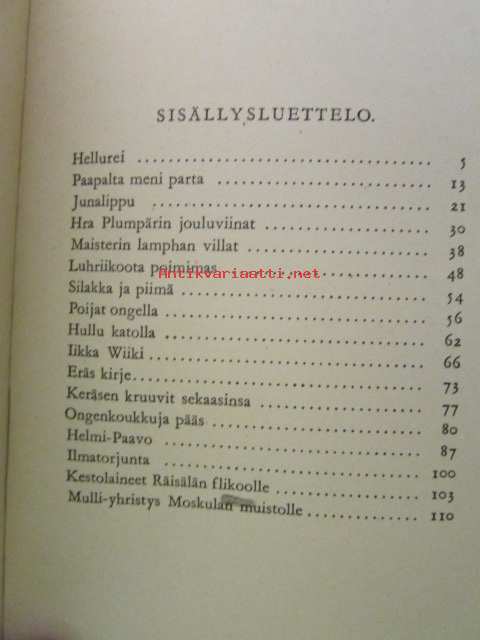 SISÄLLYSLUETTELO.
Hellurei 5
Paapalta meni parta 13
Junalippu 21
Hra Plumpärin jouluviinat 30
Maisterin lamphan villat 38
Luhriikoota poimimas 48
Antikvariaatti.net
Silakka ja piimä 54
Poijat ongella 56
Hullu katolla 62
Iikka Wiiki 66
Eräs kirje 73
Keräsen kruuvit sekaasinsa 77
Ongenkoukkuja pääs 80
Helmi-Paavo 87
Ilmatorjunta 100
Kestolaineet Räisälän flikoolle 103
Mulli-yhristys Moskulan muistolle 110